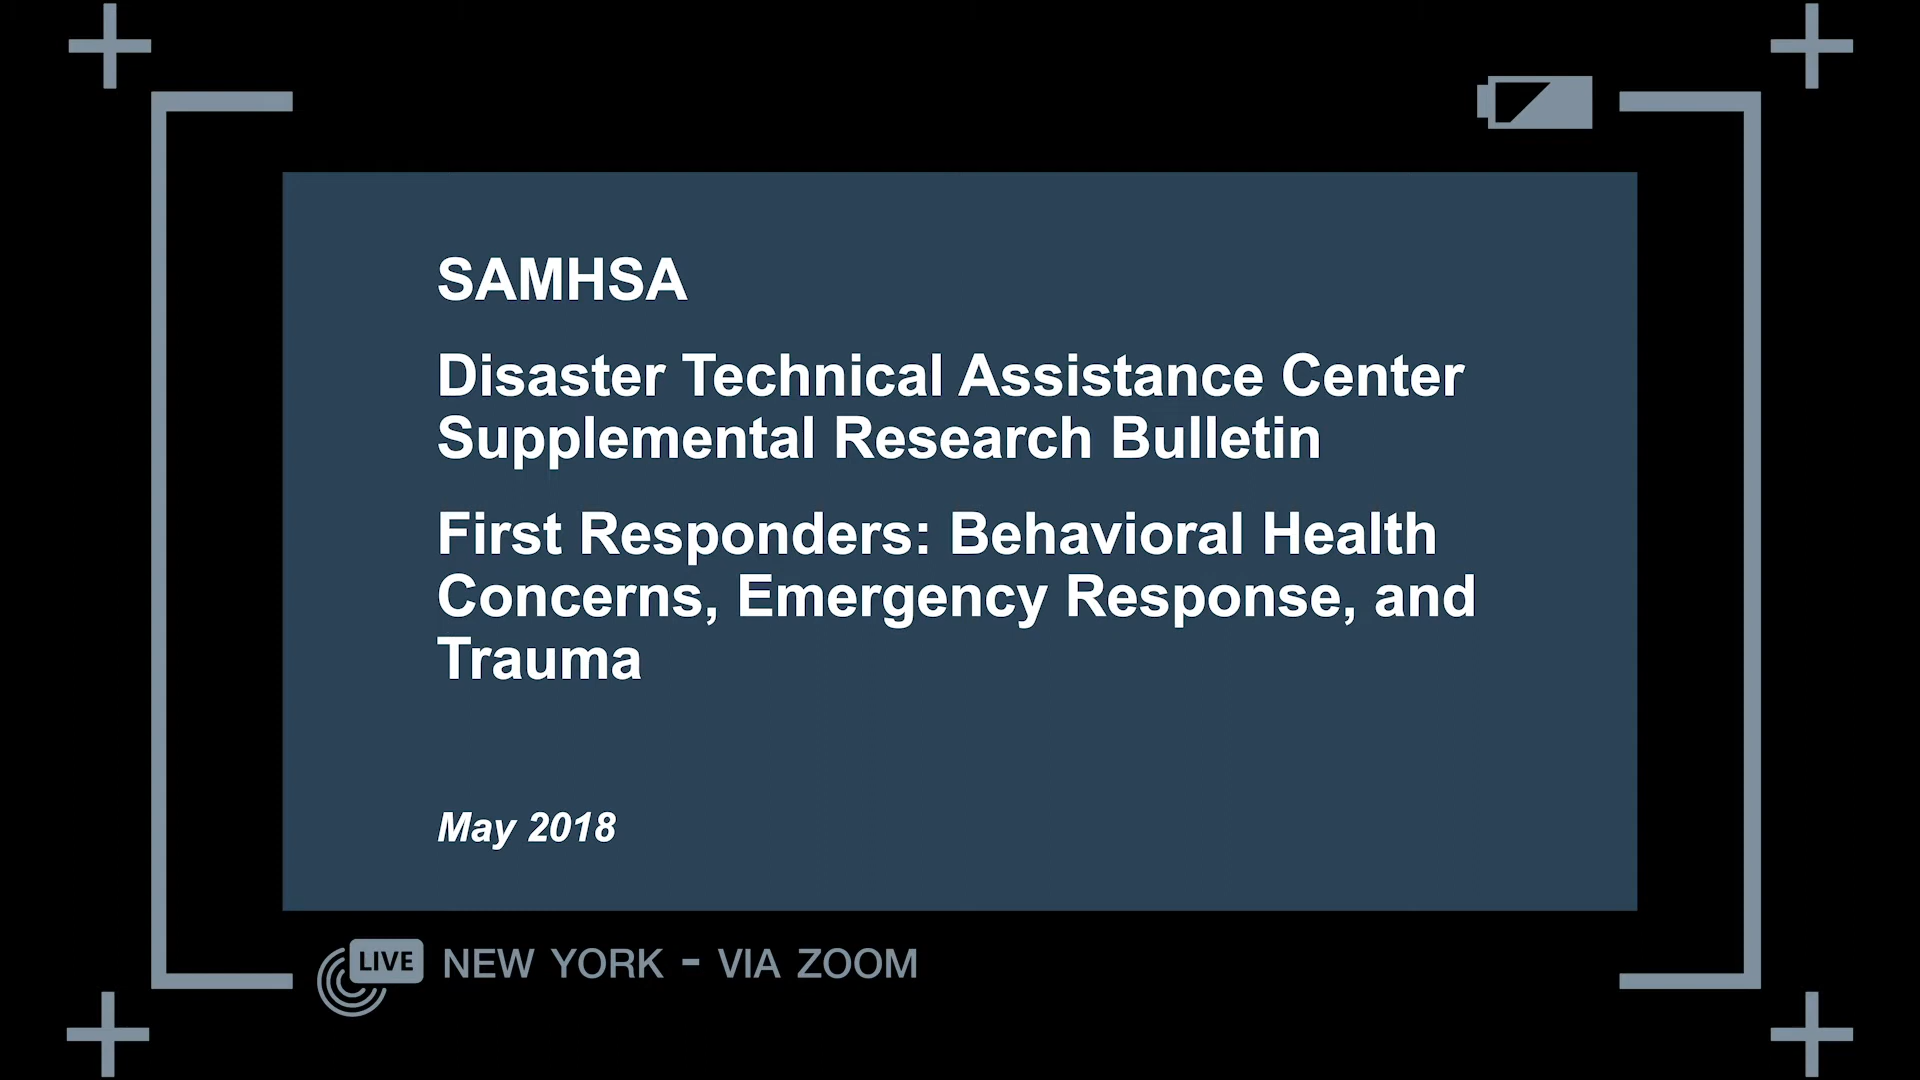 SAMHSA
Disaster Technical Assistance Center
Supplemental Research Bulletin
First Responders: Behavioral Health
Concerns, Emergency Response, and
Trauma
May 2018
LIVE NEW YORK - VIA ZOOM